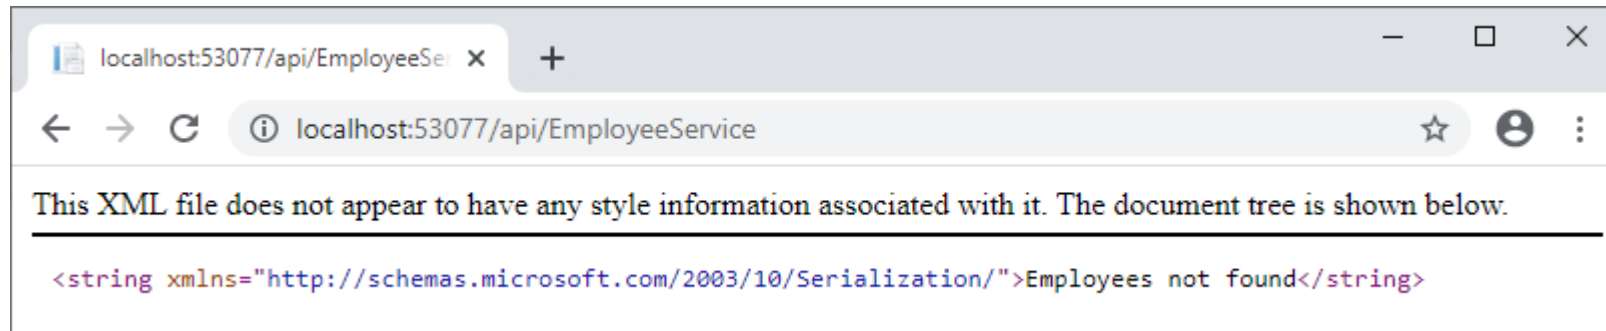 localhost:53077/api/EmployeeSer
localhost:53077/api/EmployeeService
This XML file does not appear to have any style information associated with it. The document tree is shown below.
<string xmlns="http://schemas.microsoft.com/2003/10/Serialization/">Employees not found</string>